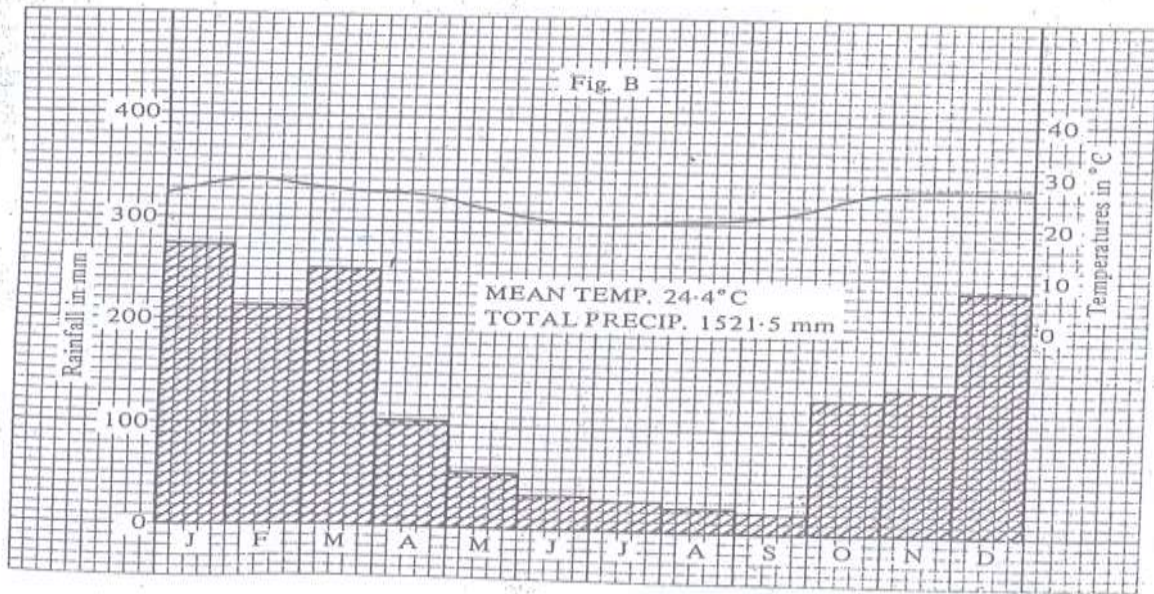 Fig. B
400
300
200
100
0
Rainfall in mm
40
30
20
10
0
Temperatures in °C
MEAN TEMP. 24·4°C
TOTAL PRECIP. 1521·5 mm
J F M A M J J A S O N D